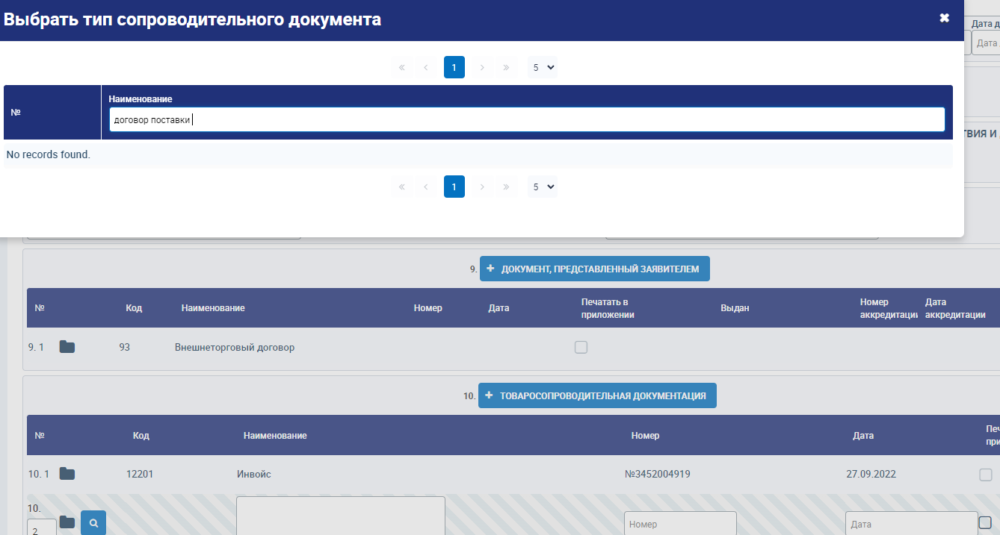 Выбрать тип сопроводительного документа
Дата д
Дата
« ‹ 1 › » 5
№
Наименование
договор поставки
No records found.
ТВИЯ И
« ‹ 1 › » 5
9. + ДОКУМЕНТ, ПРЕДСТАВЛЕННЫЙ ЗАЯВИТЕЛЕМ
№ Код Наименование Номер Дата Печатать в приложении Выдан Номер аккредитации Дата аккредитации
9. 1 93 Внешнеторговый договор
10. + ТОВАРОСОПРОВОДИТЕЛЬНАЯ ДОКУМЕНТАЦИЯ
№ Код Наименование Номер Дата Печ при
10. 1 12201 Инвойс №3452004919 27.09.2022
10.
2 Номер Дата